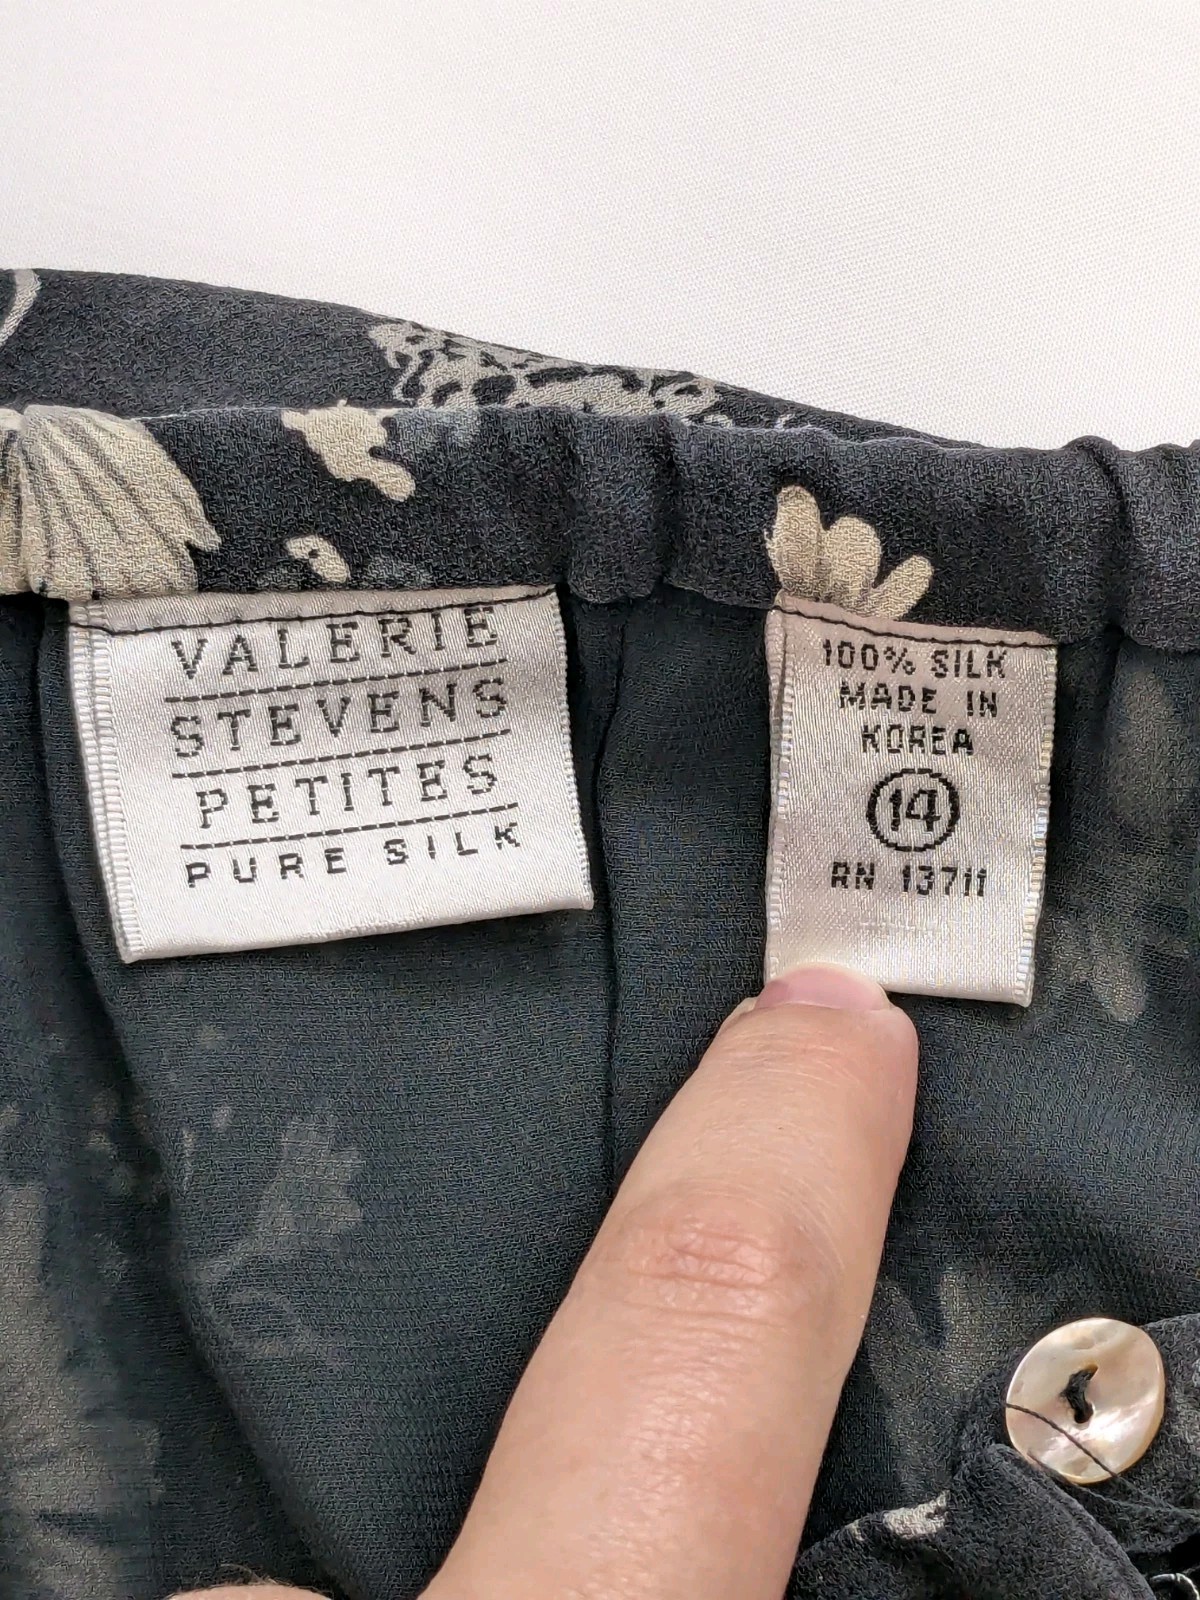 VALERIE
STEVENS
PETITES
PURE SILK
100% SILK
MADE IN
KOREA
14
RN 13711